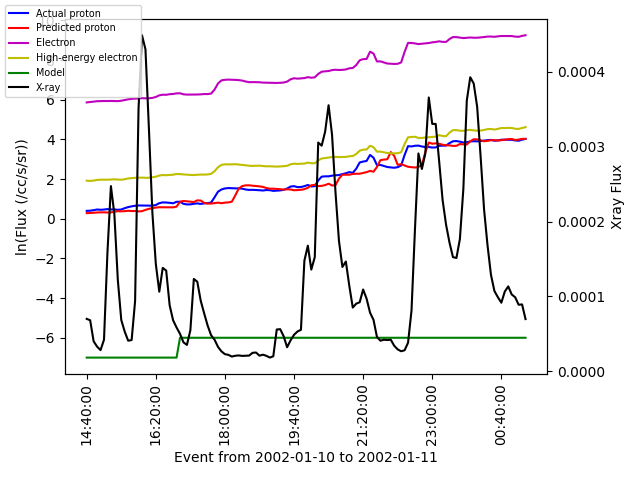 Actual proton
Predicted proton
Electron
High-energy electron
Model
X-ray
6
4
2
0
−2
−4
−6
ln(Flux (/cc/s/sr))
0.0004
0.0003
0.0002
0.0001
0.0000
Xray Flux
14:40:00
16:20:00
18:00:00
19:40:00
21:20:00
23:00:00
00:40:00
Event from 2002-01-10 to 2002-01-11